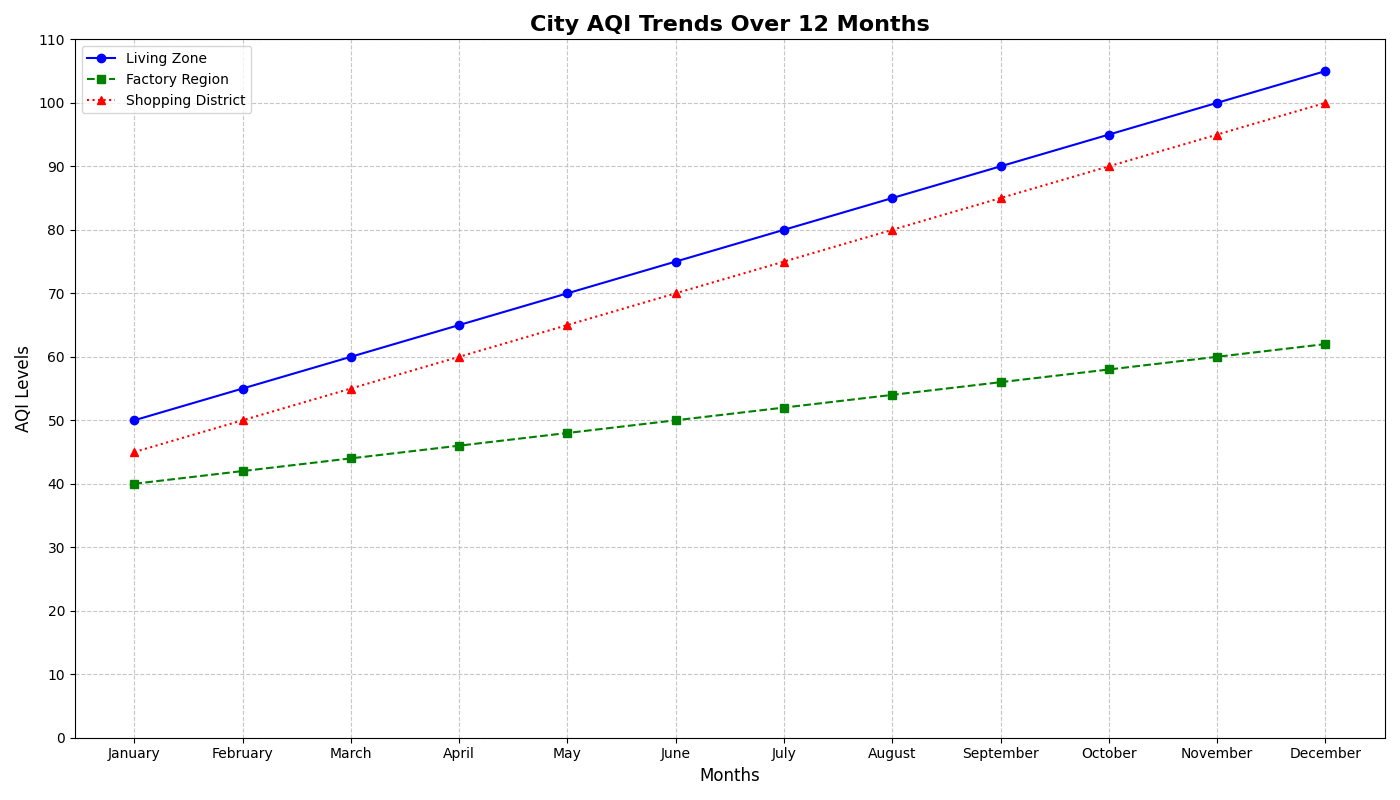 City AQI Trends Over 12 Months
Living Zone
Factory Region
Shopping District
AQI Levels
110
100
90
80
70
60
50
40
30
20
10
0
January February March April May June July August September October November December
Months